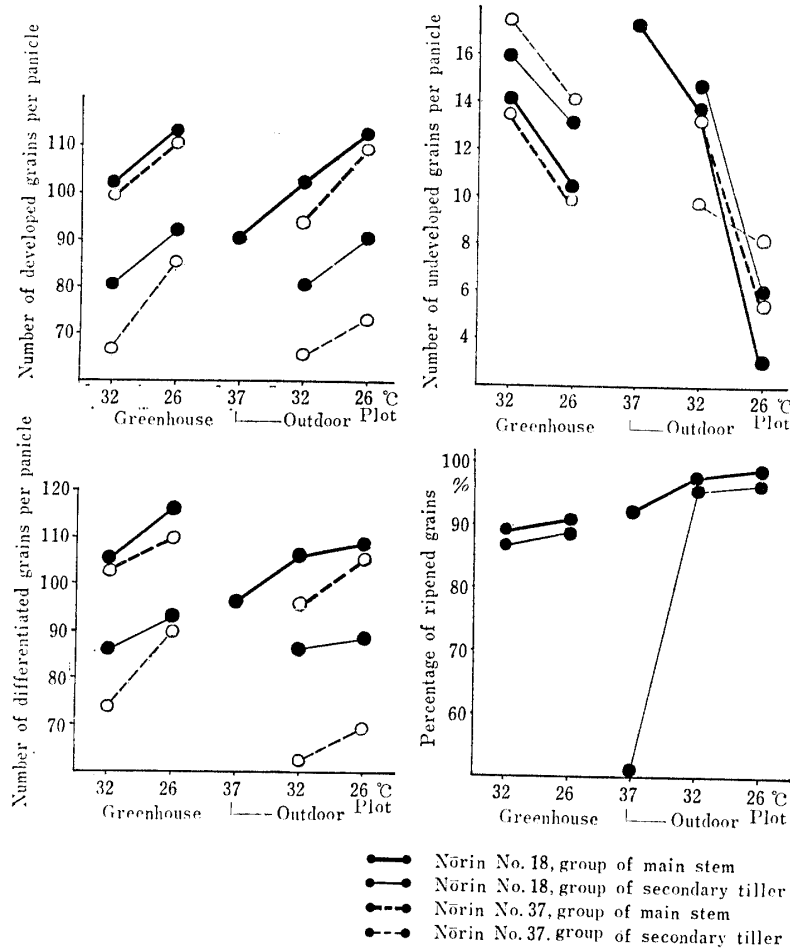 Number of developed grains per panicle
110
100
90
80
70
32 26 37 32 26 ℃
Greenhouse Outdoor Plot
Number of undeveloped grains per panicle
16
14
12
10
8
6
4
32 26 37 32 26 ℃
Greenhouse Outdoor Plot
Number of differentiated grains per panicle
120
110
100
90
80
70
32 26 37 32 26 ℃
Greenhouse Outdoor Plot
Percentage of ripened grains
100
%
90
80
70
60
32 26 37 32 26 ℃
Greenhouse Outdoor Plot
Nōrin No. 18, group of main stem
Nōrin No. 18, group of secondary tiller
Nōrin No. 37, group of main stem
Nōrin No. 37. group of secondary tiller